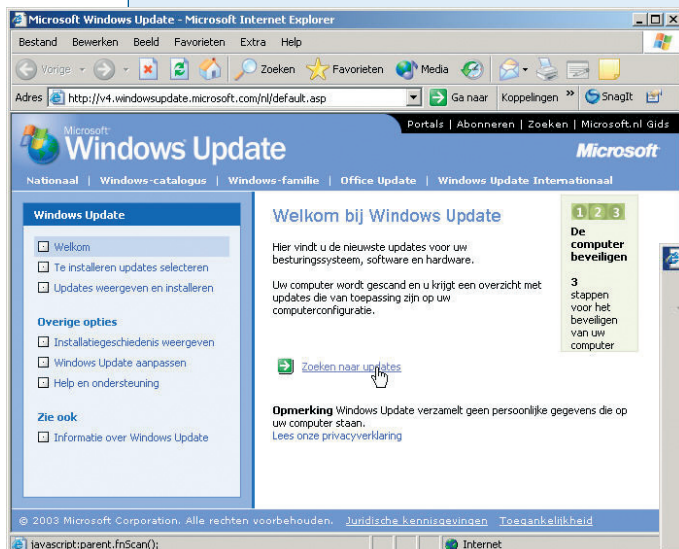 Microsoft Windows Update - Microsoft Internet Explorer
Bestand Bewerken Beeld Favorieten Extra Help
Vorige Zoeken Favorieten Media
Adres http://v4.windowsupdate.microsoft.com/nl/default.asp Ga naar Koppelingen » SnagIt
Portals | Abonneren | Zoeken | Microsoft.nl Gids
Microsoft
Windows Update
Microsoft
Nationaal | Windows-catalogus | Windows-familie | Office Update | Windows Update Internationaal
Windows Update
Welkom
Te installeren updates selecteren
Updates weergeven en installeren
Overige opties
Installatiegeschiedenis weergeven
Windows Update aanpassen
Help en ondersteuning
Zie ook
Informatie over Windows Update
Welkom bij Windows Update
Hier vindt u de nieuwste updates voor uw
besturingssysteem, software en hardware.
Uw computer wordt gescand en u krijgt een overzicht met
updates die van toepassing zijn op uw
computerconfiguratie.
Zoeken naar updates
Opmerking Windows Update verzamelt geen persoonlijke gegevens die op
uw computer staan.
Lees onze privacyverklaring
1 2 3
De
computer
beveiligen
3
stappen
voor het
beveiligen
van uw
computer
© 2003 Microsoft Corporation. Alle rechten voorbehouden. Juridische kennisgevingen Toegankelijkheid
javascript:parent.fnScan(); Internet